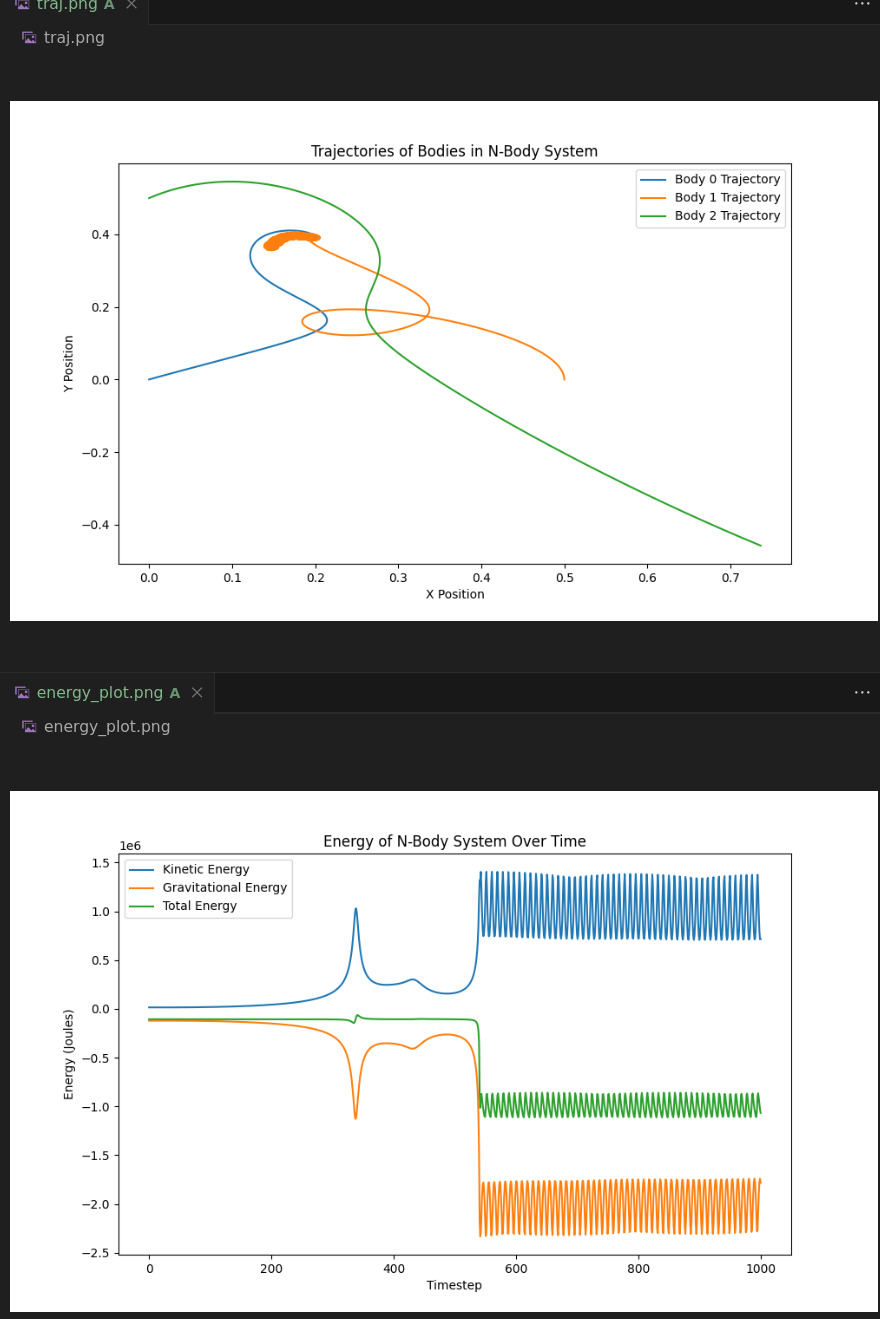 traj.png A ×
traj.png
Trajectories of Bodies in N-Body System
Body 0 Trajectory
Body 1 Trajectory
Body 2 Trajectory
0.4
0.2
0.0
−0.2
−0.4
Y Position
0.0 0.1 0.2 0.3 0.4 0.5 0.6 0.7
X Position
energy_plot.png A ×
energy_plot.png
Energy of N-Body System Over Time
1e6
Kinetic Energy
Gravitational Energy
Total Energy
1.5
1.0
0.5
0.0
−0.5
−1.0
−1.5
−2.0
−2.5
Energy (Joules)
0 200 400 600 800 1000
Timestep